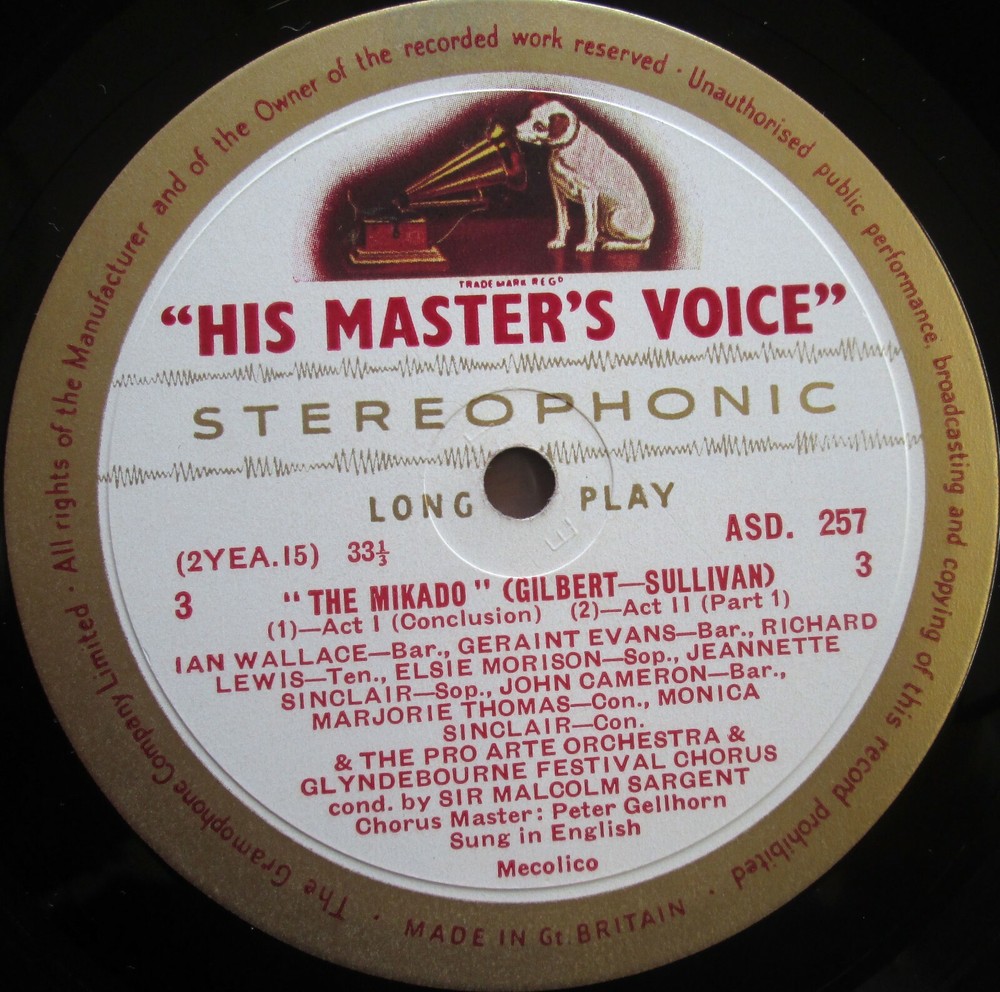 The Gramophone Company Limited · All rights of the Manufacturer and of the Owner of the recorded work reserved · Unauthorised public performance, broadcasting and copying of this record prohibited ·
TRADE MARK REGD
“HIS MASTER'S VOICE”
STEREOPHONIC
LONG PLAY
E
(2YEA.15) 33⅓ ASD. 257
3 3
"THE MIKADO" (GILBERT—SULLIVAN)
(1)—Act I (Conclusion) (2)—Act II (Part 1)
IAN WALLACE—Bar., GERAINT EVANS—Bar., RICHARD
LEWIS—Ten., ELSIE MORISON—Sop., JEANNETTE
SINCLAIR—Sop., JOHN CAMERON—Bar.,
MARJORIE THOMAS—Con., MONICA
SINCLAIR—Con.
& THE PRO ARTE ORCHESTRA &
GLYNDEBOURNE FESTIVAL CHORUS
cond. by SIR MALCOLM SARGENT
Chorus Master: Peter Gellhorn
Sung in English
Mecolico
MADE IN Gt. BRITAIN